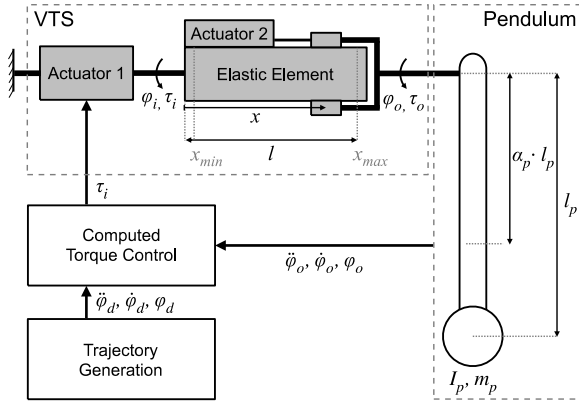 VTS
Pendulum
Actuator 2
Actuator 1
Elastic Element
φi, τi
x
φo, τo
xmin
l
xmax
αp · lp
lp
τi
Computed
Torque Control
φ̈o, φ̇o, φo
φ̈d, φ̇d, φd
Trajectory
Generation
Ip, mp